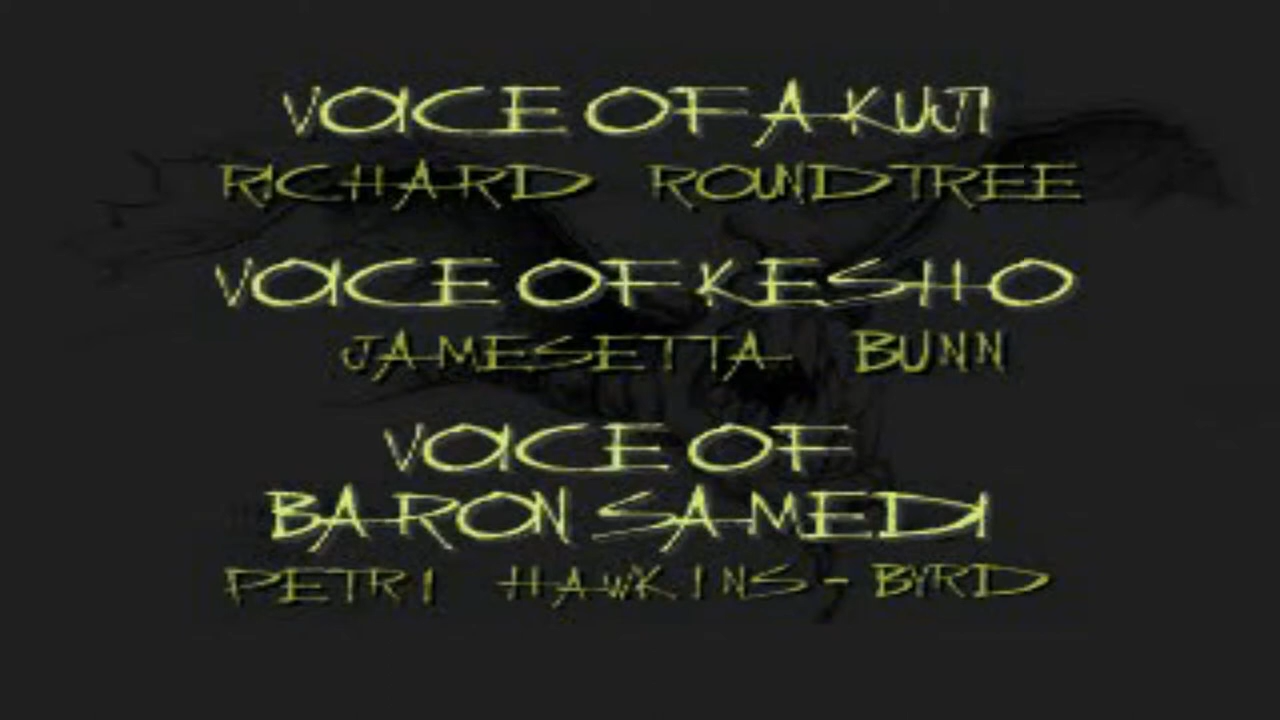 VOICE OF AKUJI
RICHARD ROUNDTREE
VOICE OF KESHO
JAMESETTA BUNN
VOICE OF
BARON SAMEDI
PETRI HAWKINS-BYRD